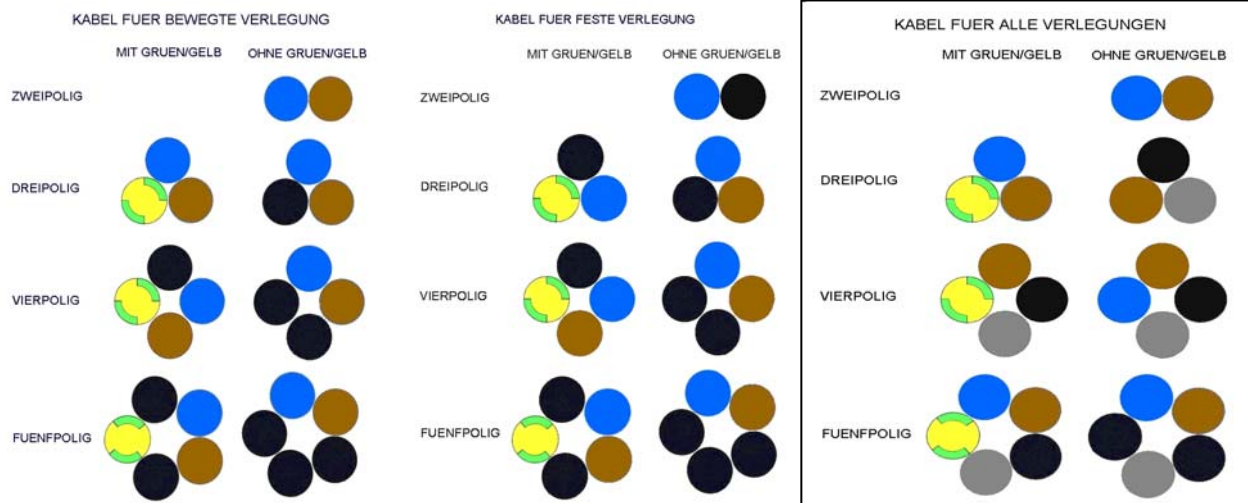 KABEL FUER BEWEGTE VERLEGUNG
MIT GRUEN/GELB
OHNE GRUEN/GELB
ZWEIPOLIG
DREIPOLIG
VIERPOLIG
FUENFPOLIG
KABEL FUER FESTE VERLEGUNG
MIT GRUEN/GELB
OHNE GRUEN/GELB
ZWEIPOLIG
DREIPOLIG
VIERPOLIG
FUENFPOLIG
KABEL FUER ALLE VERLEGUNGEN
MIT GRUEN/GELB
OHNE GRUEN/GELB
ZWEIPOLIG
DREIPOLIG
VIERPOLIG
FUENFPOLIG